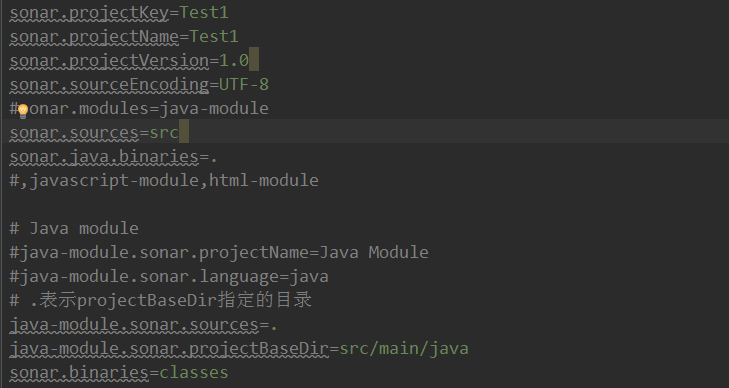 sonar.projectKey=Test1
sonar.projectName=Test1
sonar.projectVersion=1.0
sonar.sourceEncoding=UTF-8
#sonar.modules=java-module
sonar.sources=src
sonar.java.binaries=.
#,javascript-module,html-module
# Java module
#java-module.sonar.projectName=Java Module
#java-module.sonar.language=java
# .表示projectBaseDir指定的目录
java-module.sonar.sources=.
java-module.sonar.projectBaseDir=src/main/java
sonar.binaries=classes